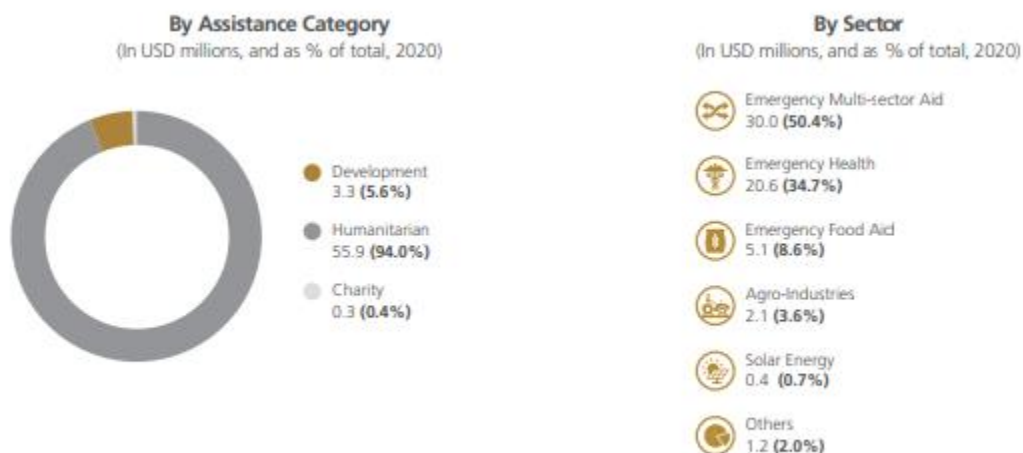 By Assistance Category
(In USD millions, and as % of total, 2020)
Development
3.3 (5.6%)
Humanitarian
55.9 (94.0%)
Charity
0.3 (0.4%)
By Sector
(In USD millions, and as % of total, 2020)
Emergency Multi-sector Aid
30.0 (50.4%)
Emergency Health
20.6 (34.7%)
Emergency Food Aid
5.1 (8.6%)
Agro-Industries
2.1 (3.6%)
Solar Energy
0.4 (0.7%)
Others
1.2 (2.0%)